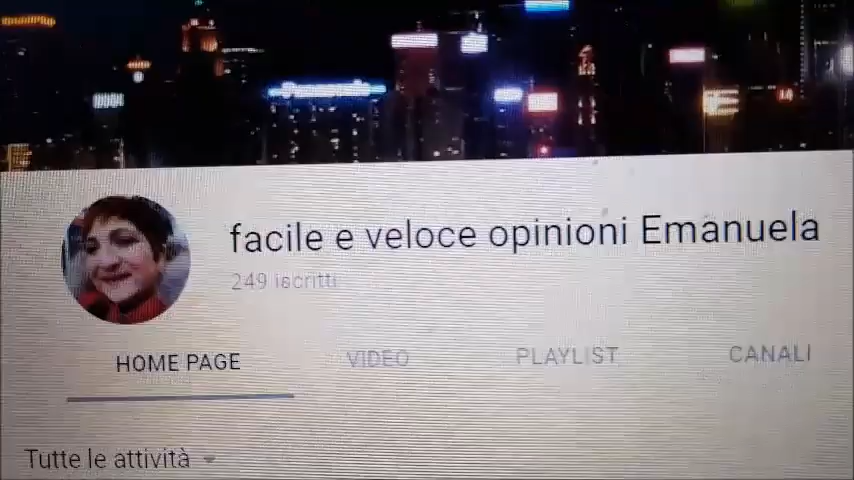 facile e veloce opinioni Emanuela
249 iscritti
HOME PAGE VIDEO PLAYLIST CANALI
Tutte le attività